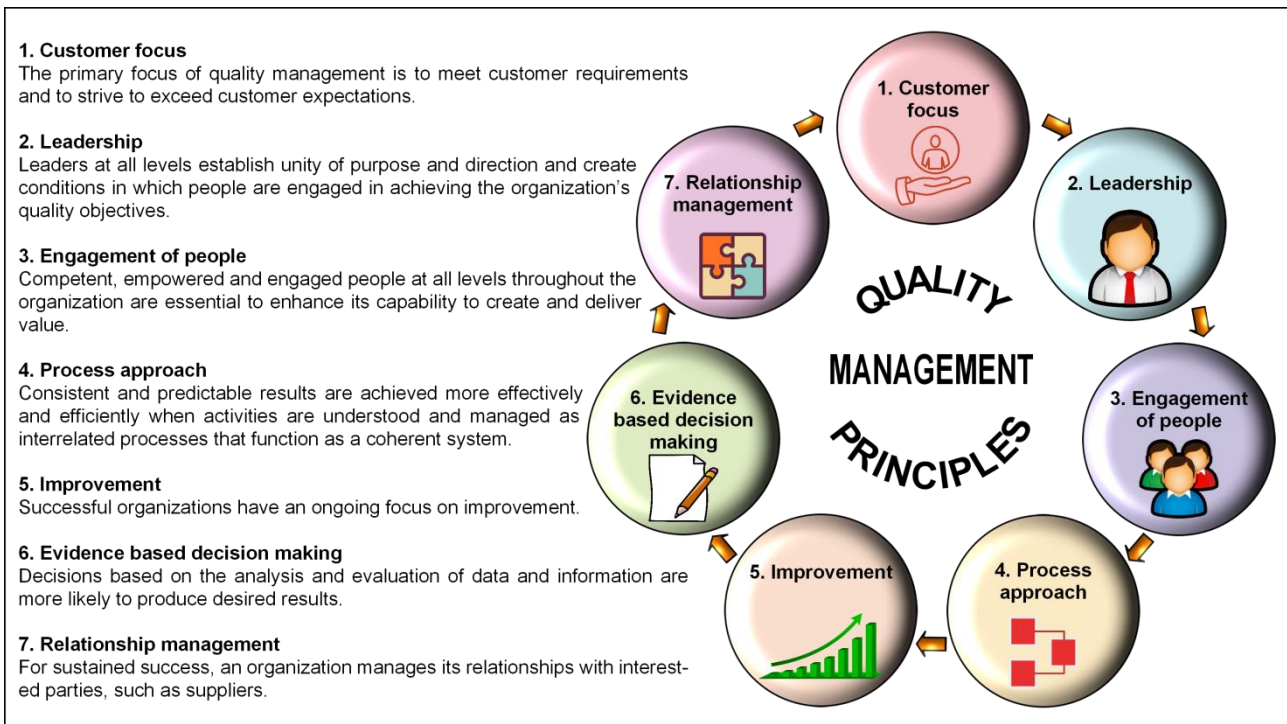 1. Customer focus
The primary focus of quality management is to meet customer requirements
and to strive to exceed customer expectations.
2. Leadership
Leaders at all levels establish unity of purpose and direction and create
conditions in which people are engaged in achieving the organization's
quality objectives.
3. Engagement of people
Competent, empowered and engaged people at all levels throughout the
organization are essential to enhance its capability to create and deliver
value.
4. Process approach
Consistent and predictable results are achieved more effectively
and efficiently when activities are understood and managed as
interrelated processes that function as a coherent system.
5. Improvement
Successful organizations have an ongoing focus on improvement.
6. Evidence based decision making
Decisions based on the analysis and evaluation of data and information are
more likely to produce desired results.
7. Relationship management
For sustained success, an organization manages its relationships with interest-
ed parties, such as suppliers.
1. Customer
focus
2. Leadership
3. Engagement
of people
4. Process
approach
5. Improvement
6. Evidence
based decision
making
7. Relationship
management
QUALITY
MANAGEMENT
PRINCIPLES